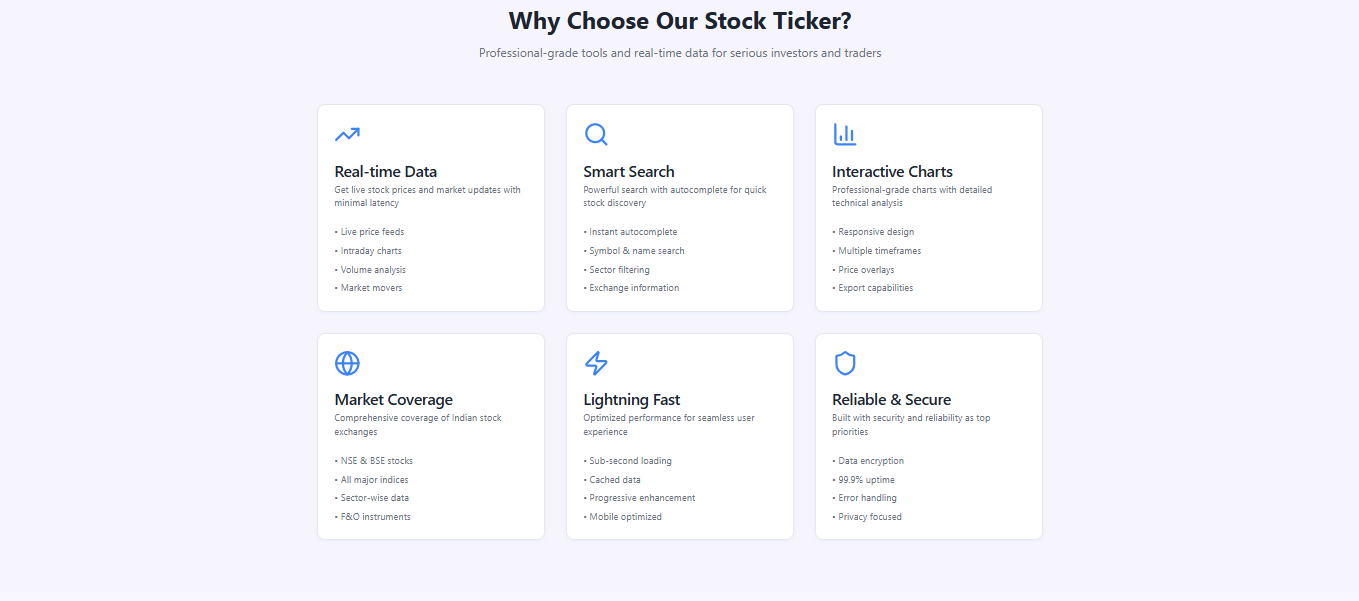 Why Choose Our Stock Ticker?
Professional-grade tools and real-time data for serious investors and traders
Real-time Data
Get live stock prices and market updates with
minimal latency
• Live price feeds
• Intraday charts
• Volume analysis
• Market movers
Smart Search
Powerful search with autocomplete for quick
stock discovery
• Instant autocomplete
• Symbol & name search
• Sector filtering
• Exchange information
Interactive Charts
Professional-grade charts with detailed
technical analysis
• Responsive design
• Multiple timeframes
• Price overlays
• Export capabilities
Market Coverage
Comprehensive coverage of Indian stock
exchanges
• NSE & BSE stocks
• All major indices
• Sector-wise data
• F&O instruments
Lightning Fast
Optimized performance for seamless user
experience
• Sub-second loading
• Cached data
• Progressive enhancement
• Mobile optimized
Reliable & Secure
Built with security and reliability as top
priorities
• Data encryption
• 99.9% uptime
• Error handling
• Privacy focused